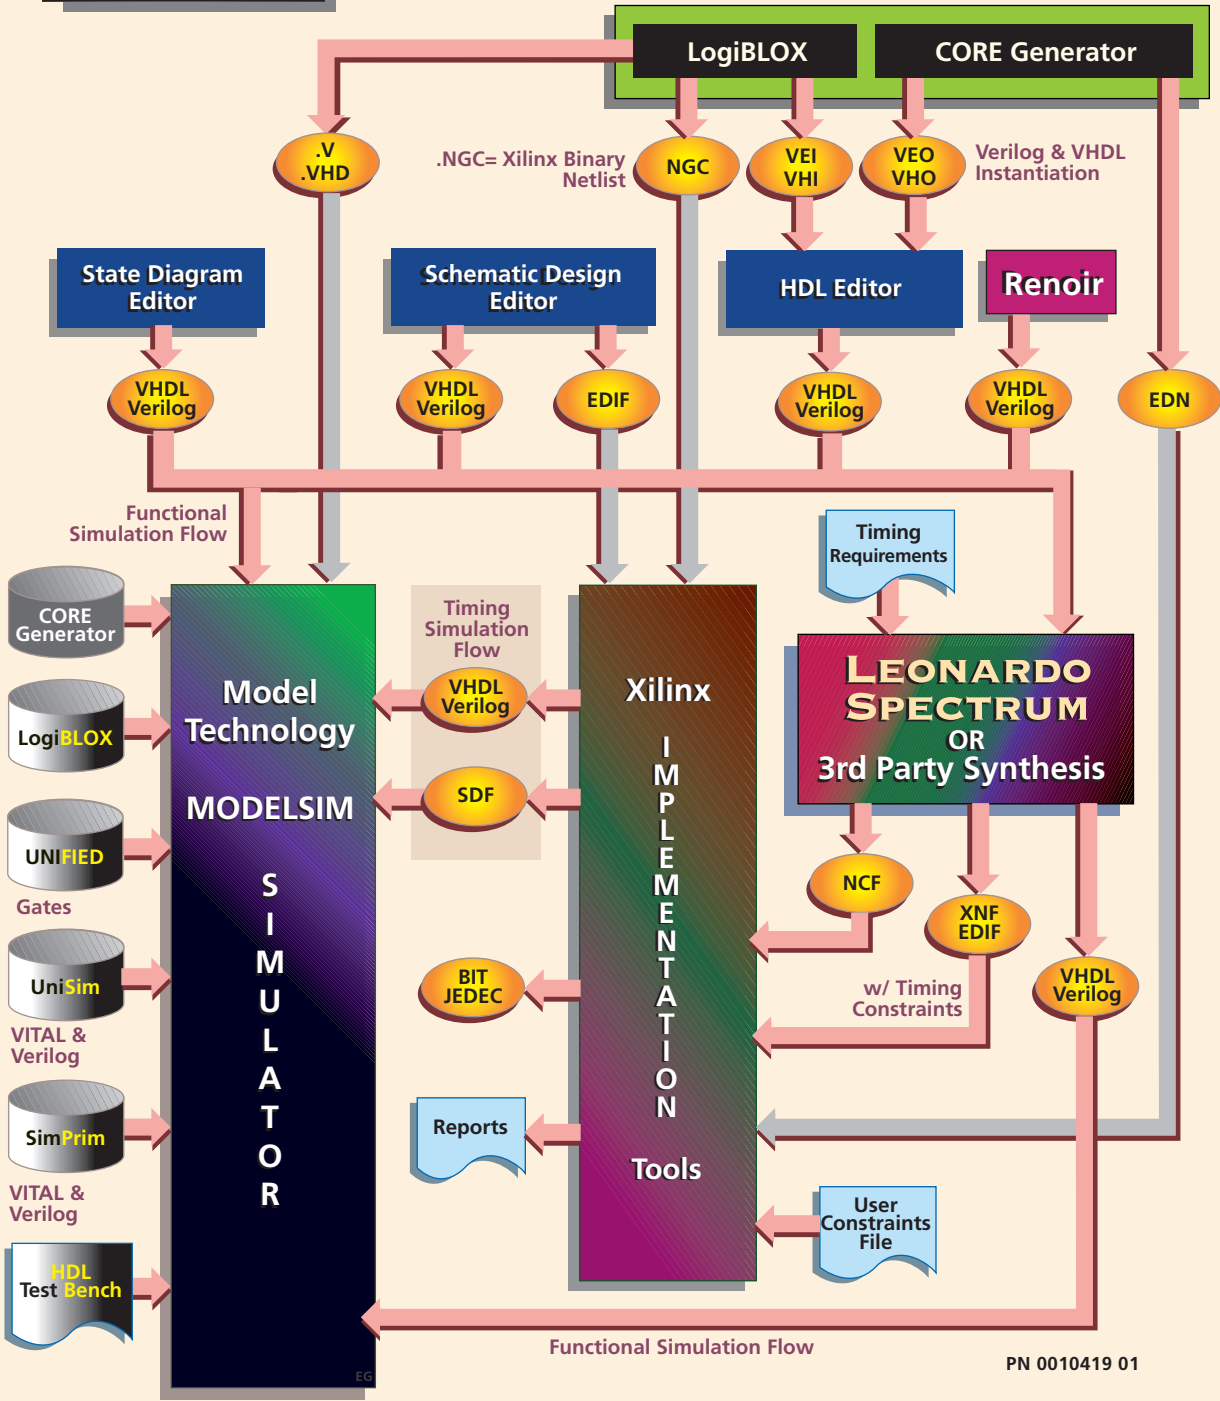 LogiBLOX
CORE Generator
.V
.VHD
.NGC= Xilinx Binary
Netlist
NGC
VEI
VHI
VEO
VHO
Verilog & VHDL
Instantiation
State Diagram
Editor
Schematic Design
Editor
HDL Editor
Renoir
VHDL
Verilog
VHDL
Verilog
EDIF
VHDL
Verilog
VHDL
Verilog
EDN
Functional
Simulation Flow
Timing
Requirements
CORE
Generator
LogiBLOX
UNIFIED
Gates
UniSim
VITAL &
Verilog
SimPrim
VITAL &
Verilog
HDL
Test Bench
Model
Technology
MODELSIM
SIMULATOR
EG
Timing
Simulation
Flow
VHDL
Verilog
SDF
BIT
JEDEC
Reports
Xilinx
IMPLEMENTATION
Tools
LEONARDO
SPECTRUM
OR
3rd Party Synthesis
NCF
XNF
EDIF
VHDL
Verilog
w/ Timing
Constraints
User
Constraints
File
Functional Simulation Flow
PN 0010419 01